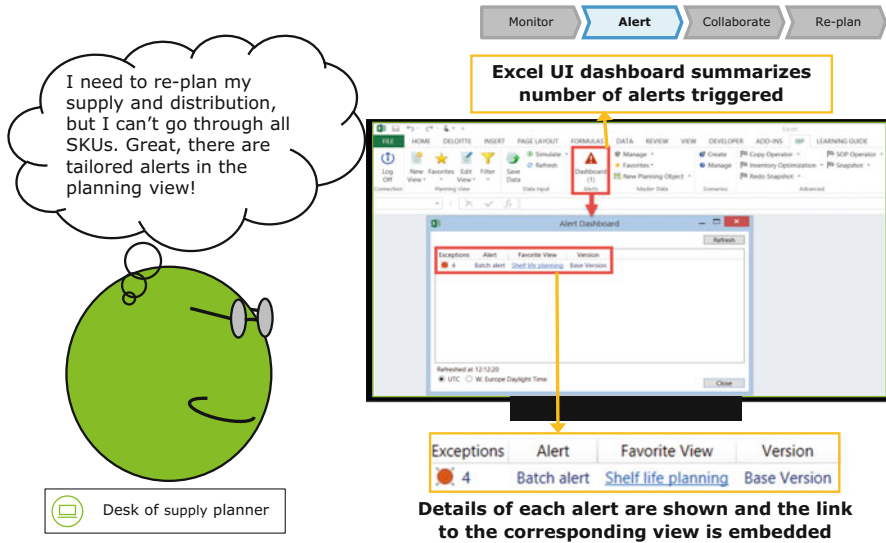 Monitor
Alert
Collaborate
Re-plan
I need to re-plan my
supply and distribution,
but I can't go through all
SKUs. Great, there are
tailored alerts in the
planning view!
Excel UI dashboard summarizes
number of alerts triggered
Excel
FILE HOME DELOITTE INSERT PAGE LAYOUT FORMULAS DATA REVIEW VIEW DEVELOPER ADD-INS IBP LEARNING GUIDE
Log Off
New View
Favorites
Edit View
Filter
Save Data
Simulate
Refresh
Dashboard (1)
Manage
Favorites
New Planning Object
Create
Manage
Copy Operator
Inventory Optimization
Redo Snapshot
SOP Operator
Snapshot
Connection Planning View Data Input Alerts Master Data Scenarios Advanced
Alert Dashboard
Refresh
Exceptions Alert Favorite View Version
4 Batch alert Shelf life planning Base Version
Refreshed at 12:12:20
UTC W. Europe Daylight Time
Close
Exceptions Alert Favorite View Version
4 Batch alert Shelf life planning Base Version
Desk of supply planner
Details of each alert are shown and the link
to the corresponding view is embedded